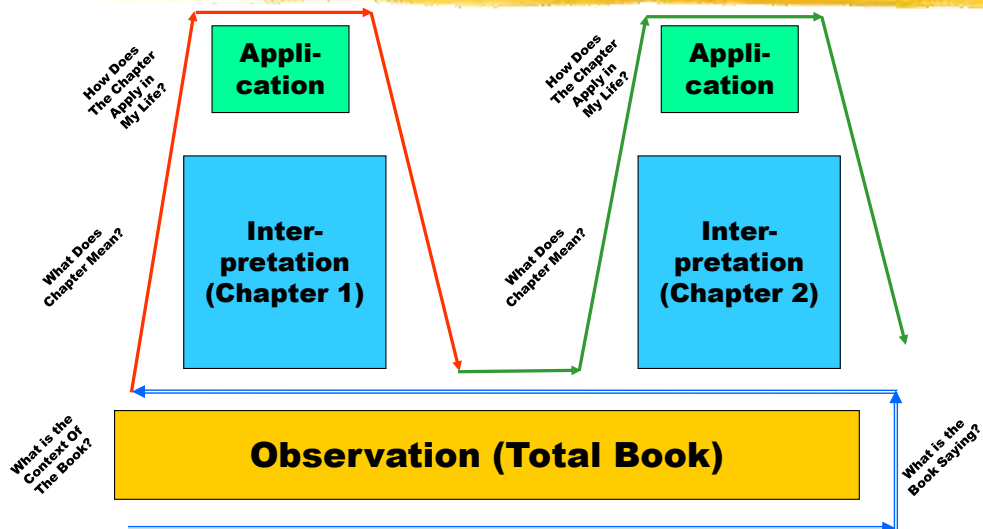 How Does
The Chapter
Apply in
My Life?
Appli-
cation
How Does
The Chapter
Apply in
My Life?
Appli-
cation
What Does
Chapter Mean?
Inter-
pretation
(Chapter 1)
What Does
Chapter Mean?
Inter-
pretation
(Chapter 2)
What is the
Context Of
The Book?
Observation (Total Book)
What is the
Book Saying?